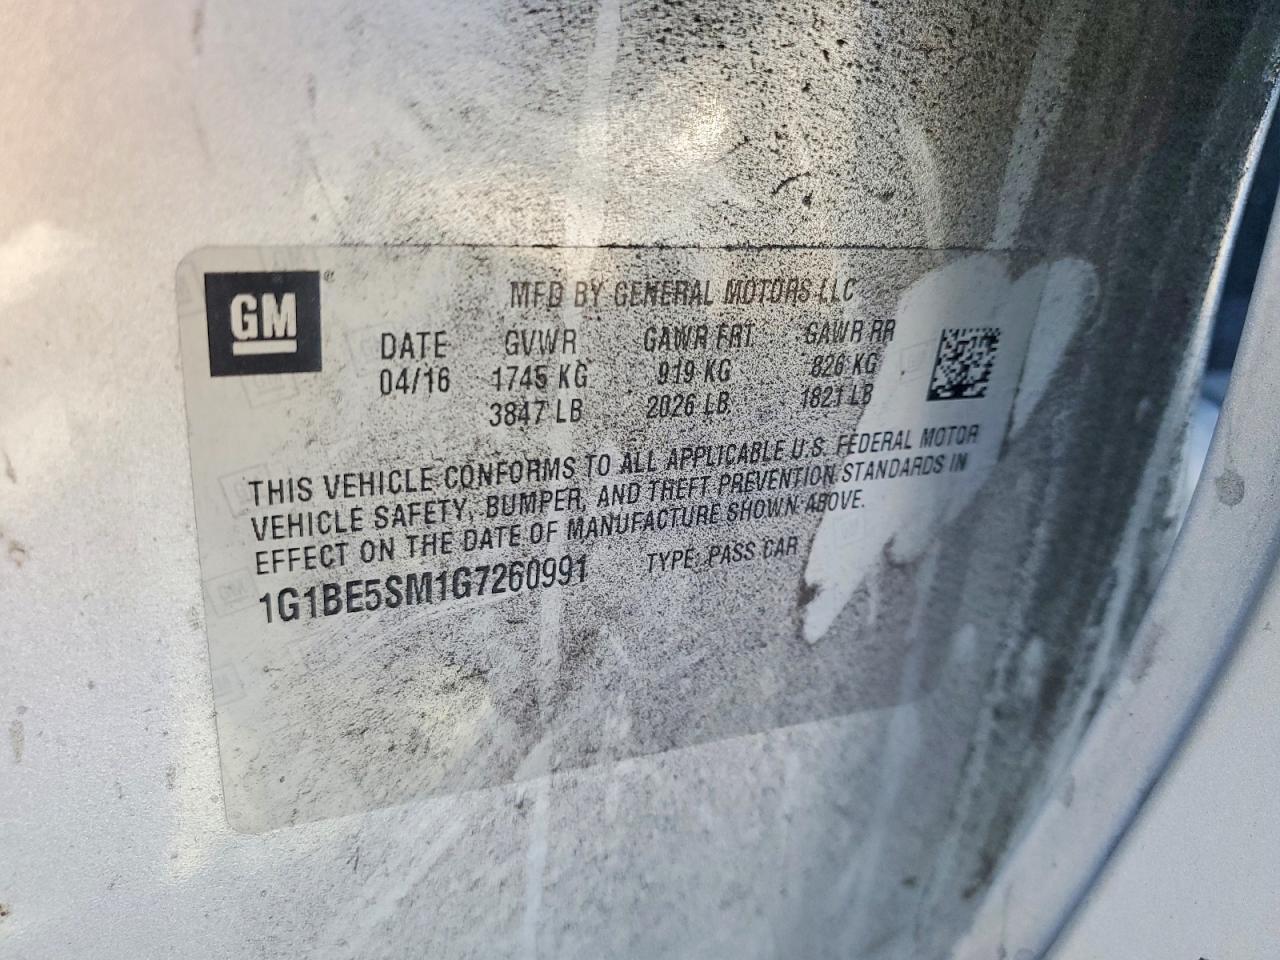 GM®
MFD BY GENERAL MOTORS LLC
DATE GVWR GAWR FRT GAWR RR
04/16 1745 KG 919 KG 826 KG
3847 LB 2026 LB 1821 LB
THIS VEHICLE CONFORMS TO ALL APPLICABLE U.S. FEDERAL MOTOR
VEHICLE SAFETY, BUMPER, AND THEFT PREVENTION STANDARDS IN
EFFECT ON THE DATE OF MANUFACTURE SHOWN ABOVE.
1G1BE5SM1G7260991 TYPE: PASS CAR